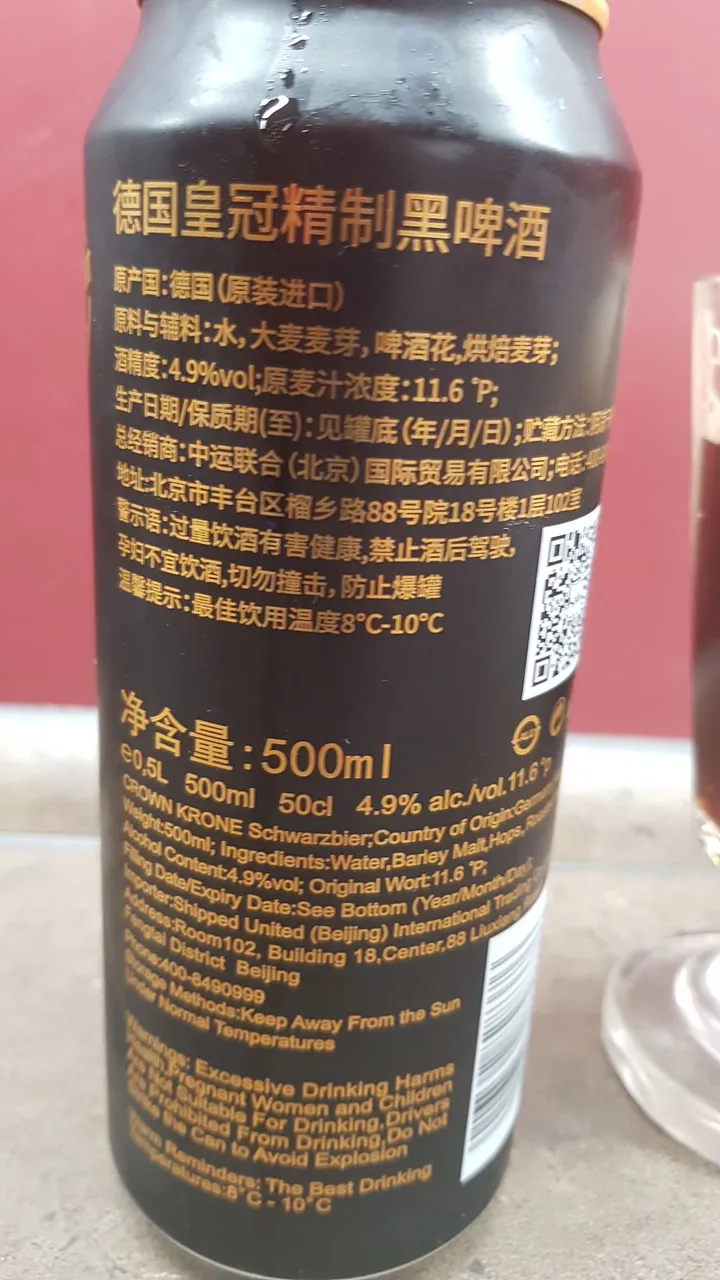 德国皇冠精制黑啤酒
原产国:德国(原装进口)
原料与辅料:水,大麦麦芽,啤酒花,烘焙麦芽;
酒精度:4.9%vol;原麦汁浓度:11.6 °P;
生产日期/保质期(至):见罐底(年/月/日);贮藏方法:
总经销商:中运联合(北京)国际贸易有限公司;电话:
地址:北京市丰台区榴乡路88号院18号楼1层102室
警示语:过量饮酒有害健康,禁止酒后驾驶,
孕妇不宜饮酒,切勿撞击,防止爆罐
温馨提示:最佳饮用温度8°C-10°C
净含量:500ml
e0,5L 500ml 50cl 4.9% alc./vol.11.6°P
CROWN KRONE Schwarzbier;Country of Origin:
Weight:500ml; Ingredients:Water,Barley Malt,Hops,
Alcohol Content:4.9%vol; Original Wort:11.6 °P;
Filling Date/Expiry Date:See Bottom (Year/Month/Day);
Importer:Shipped United (Beijing) International Trading
Address:Room102, Building 18,Center,88 Liuxiang
Fengtai District Beijing
Phone:400-8490999
Storage Methods:Keep Away From the Sun
Under Normal Temperatures
Warnings: Excessive Drinking Harms
Health,Pregnant Women and Children
Are Not Suitable For Drinking,Drivers
Are Prohibited From Drinking,Do Not
the Can to Avoid Explosion
Warm Reminders: The Best Drinking
Temperatures:8°C - 10°C